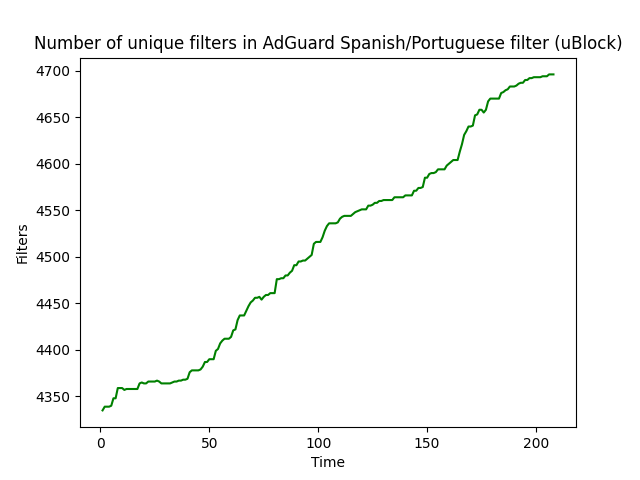 Number of unique filters in AdGuard Spanish/Portuguese filter (uBlock)
4700
4650
4600
4550
4500
4450
4400
4350
Filters
0 50 100 150 200
Time